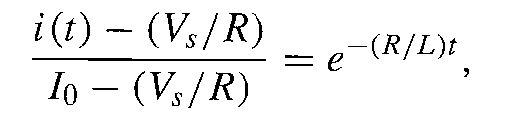 i(t) − (V_s/R)
I_0 − (V_s/R) = e^{−(R/L)t},